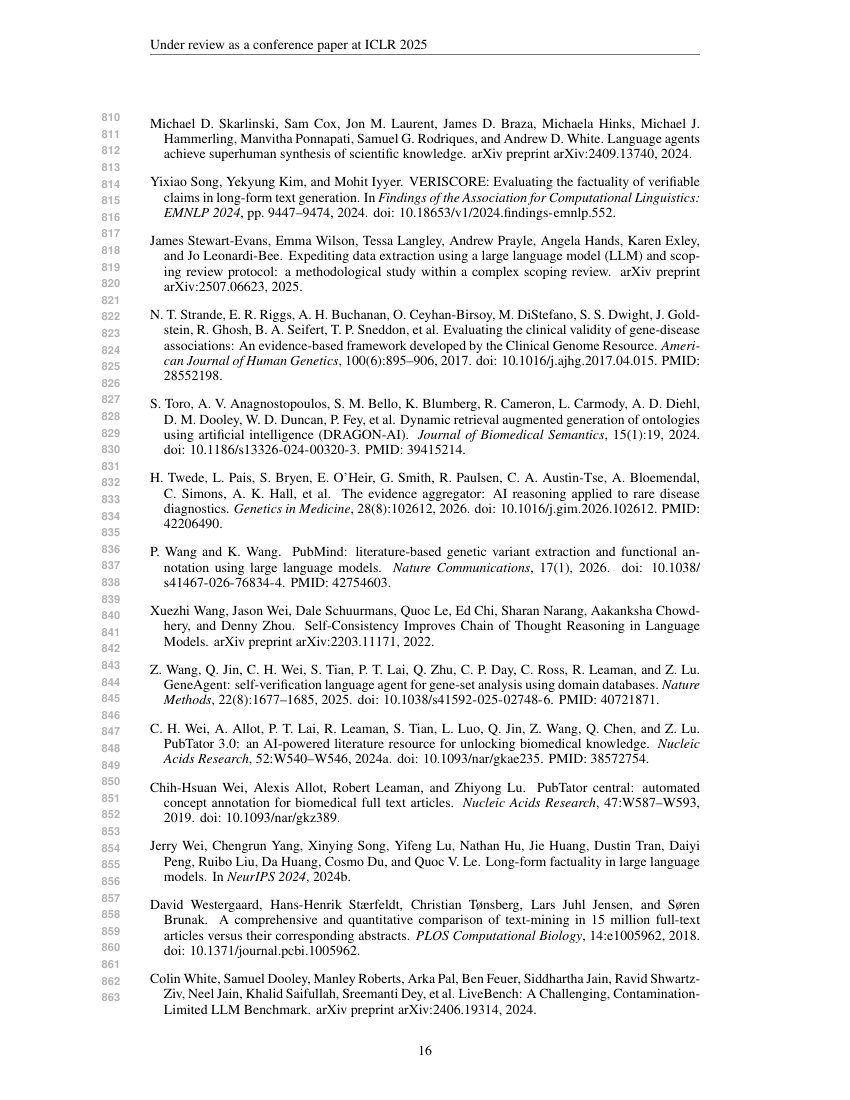 Under review as a conference paper at ICLR 2025
810
811
812
813
814
815
816
817
818
819
820
821
822
823
824
825
826
827
828
829
830
831
832
833
834
835
836
837
838
839
840
841
842
843
844
845
846
847
848
849
850
851
852
853
854
855
856
857
858
859
860
861
862
863
Michael D. Skarlinski, Sam Cox, Jon M. Laurent, James D. Braza, Michaela Hinks, Michael J.
Hammerling, Manvitha Ponnapati, Samuel G. Rodriques, and Andrew D. White. Language agents
achieve superhuman synthesis of scientific knowledge. arXiv preprint arXiv:2409.13740, 2024.
Yixiao Song, Yekyung Kim, and Mohit Iyyer. VERISCORE: Evaluating the factuality of verifiable
claims in long-form text generation. In Findings of the Association for Computational Linguistics:
EMNLP 2024, pp. 9447–9474, 2024. doi: 10.18653/v1/2024.findings-emnlp.552.
James Stewart-Evans, Emma Wilson, Tessa Langley, Andrew Prayle, Angela Hands, Karen Exley,
and Jo Leonardi-Bee. Expediting data extraction using a large language model (LLM) and scop-
ing review protocol: a methodological study within a complex scoping review. arXiv preprint
arXiv:2507.06623, 2025.
N. T. Strande, E. R. Riggs, A. H. Buchanan, O. Ceyhan-Birsoy, M. DiStefano, S. S. Dwight, J. Gold-
stein, R. Ghosh, B. A. Seifert, T. P. Sneddon, et al. Evaluating the clinical validity of gene-disease
associations: An evidence-based framework developed by the Clinical Genome Resource. Ameri-
can Journal of Human Genetics, 100(6):895–906, 2017. doi: 10.1016/j.ajhg.2017.04.015. PMID:
28552198.
S. Toro, A. V. Anagnostopoulos, S. M. Bello, K. Blumberg, R. Cameron, L. Carmody, A. D. Diehl,
D. M. Dooley, W. D. Duncan, P. Fey, et al. Dynamic retrieval augmented generation of ontologies
using artificial intelligence (DRAGON-AI). Journal of Biomedical Semantics, 15(1):19, 2024.
doi: 10.1186/s13326-024-00320-3. PMID: 39415214.
H. Twede, L. Pais, S. Bryen, E. O'Heir, G. Smith, R. Paulsen, C. A. Austin-Tse, A. Bloemendal,
C. Simons, A. K. Hall, et al. The evidence aggregator: AI reasoning applied to rare disease
diagnostics. Genetics in Medicine, 28(8):102612, 2026. doi: 10.1016/j.gim.2026.102612. PMID:
42206490.
P. Wang and K. Wang. PubMind: literature-based genetic variant extraction and functional an-
notation using large language models. Nature Communications, 17(1), 2026. doi: 10.1038/
s41467-026-76834-4. PMID: 42754603.
Xuezhi Wang, Jason Wei, Dale Schuurmans, Quoc Le, Ed Chi, Sharan Narang, Aakanksha Chowd-
hery, and Denny Zhou. Self-Consistency Improves Chain of Thought Reasoning in Language
Models. arXiv preprint arXiv:2203.11171, 2022.
Z. Wang, Q. Jin, C. H. Wei, S. Tian, P. T. Lai, Q. Zhu, C. P. Day, C. Ross, R. Leaman, and Z. Lu.
GeneAgent: self-verification language agent for gene-set analysis using domain databases. Nature
Methods, 22(8):1677–1685, 2025. doi: 10.1038/s41592-025-02748-6. PMID: 40721871.
C. H. Wei, A. Allot, P. T. Lai, R. Leaman, S. Tian, L. Luo, Q. Jin, Z. Wang, Q. Chen, and Z. Lu.
PubTator 3.0: an AI-powered literature resource for unlocking biomedical knowledge. Nucleic
Acids Research, 52:W540–W546, 2024a. doi: 10.1093/nar/gkae235. PMID: 38572754.
Chih-Hsuan Wei, Alexis Allot, Robert Leaman, and Zhiyong Lu. PubTator central: automated
concept annotation for biomedical full text articles. Nucleic Acids Research, 47:W587–W593,
2019. doi: 10.1093/nar/gkz389.
Jerry Wei, Chengrun Yang, Xinying Song, Yifeng Lu, Nathan Hu, Jie Huang, Dustin Tran, Daiyi
Peng, Ruibo Liu, Da Huang, Cosmo Du, and Quoc V. Le. Long-form factuality in large language
models. In NeurIPS 2024, 2024b.
David Westergaard, Hans-Henrik Stærfeldt, Christian Tønsberg, Lars Juhl Jensen, and Søren
Brunak. A comprehensive and quantitative comparison of text-mining in 15 million full-text
articles versus their corresponding abstracts. PLOS Computational Biology, 14:e1005962, 2018.
doi: 10.1371/journal.pcbi.1005962.
Colin White, Samuel Dooley, Manley Roberts, Arka Pal, Ben Feuer, Siddhartha Jain, Ravid Shwartz-
Ziv, Neel Jain, Khalid Saifullah, Sreemanti Dey, et al. LiveBench: A Challenging, Contamination-
Limited LLM Benchmark. arXiv preprint arXiv:2406.19314, 2024.
16